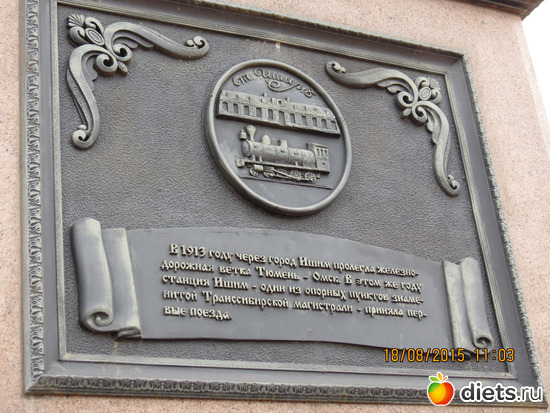 ст. Ишим
В 1913 году через город Ишим пролегла железно-
дорожная ветка Тюмень - Омск. В этом же году
станция Ишим - один из опорных пунктов знаме-
нитой Транссибирской магистрали - приняла пер-
вые поезда.
18/08/2015 11:03
diets.ru